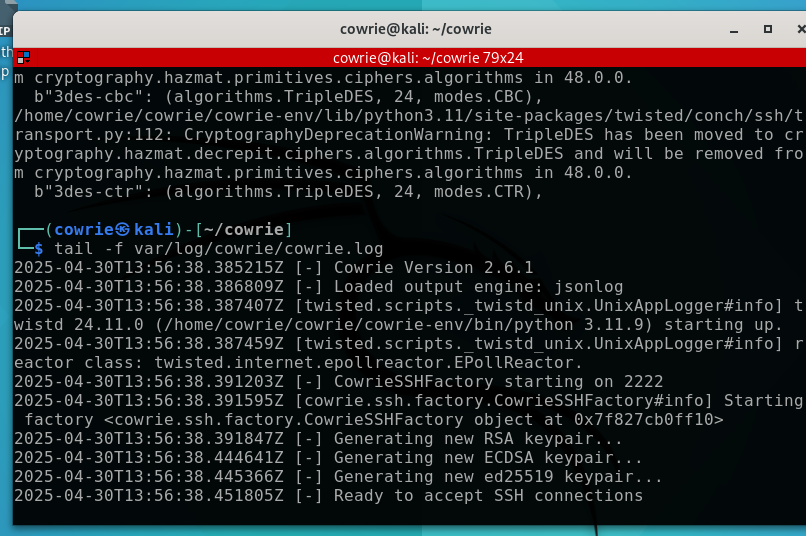 IP
th
p
cowrie@kali: ~/cowrie
cowrie@kali: ~/cowrie 79x24
m cryptography.hazmat.primitives.ciphers.algorithms in 48.0.0.
  b"3des-cbc": (algorithms.TripleDES, 24, modes.CBC),
/home/cowrie/cowrie/cowrie-env/lib/python3.11/site-packages/twisted/conch/ssh/t
ransport.py:112: CryptographyDeprecationWarning: TripleDES has been moved to cr
yptography.hazmat.decrepit.ciphers.algorithms.TripleDES and will be removed fro
m cryptography.hazmat.primitives.ciphers.algorithms in 48.0.0.
  b"3des-ctr": (algorithms.TripleDES, 24, modes.CTR),
┌──(cowrie㉿kali)-[~/cowrie]
└─$ tail -f var/log/cowrie/cowrie.log
2025-04-30T13:56:38.385215Z [-] Cowrie Version 2.6.1
2025-04-30T13:56:38.386809Z [-] Loaded output engine: jsonlog
2025-04-30T13:56:38.387407Z [twisted.scripts._twistd_unix.UnixAppLogger#info] t
wistd 24.11.0 (/home/cowrie/cowrie/cowrie-env/bin/python 3.11.9) starting up.
2025-04-30T13:56:38.387459Z [twisted.scripts._twistd_unix.UnixAppLogger#info] r
eactor class: twisted.internet.epollreactor.EPollReactor.
2025-04-30T13:56:38.391203Z [-] CowrieSSHFactory starting on 2222
2025-04-30T13:56:38.391595Z [cowrie.ssh.factory.CowrieSSHFactory#info] Starting
 factory <cowrie.ssh.factory.CowrieSSHFactory object at 0x7f827cb0ff10>
2025-04-30T13:56:38.391847Z [-] Generating new RSA keypair...
2025-04-30T13:56:38.444641Z [-] Generating new ECDSA keypair...
2025-04-30T13:56:38.445366Z [-] Generating new ed25519 keypair...
2025-04-30T13:56:38.451805Z [-] Ready to accept SSH connections